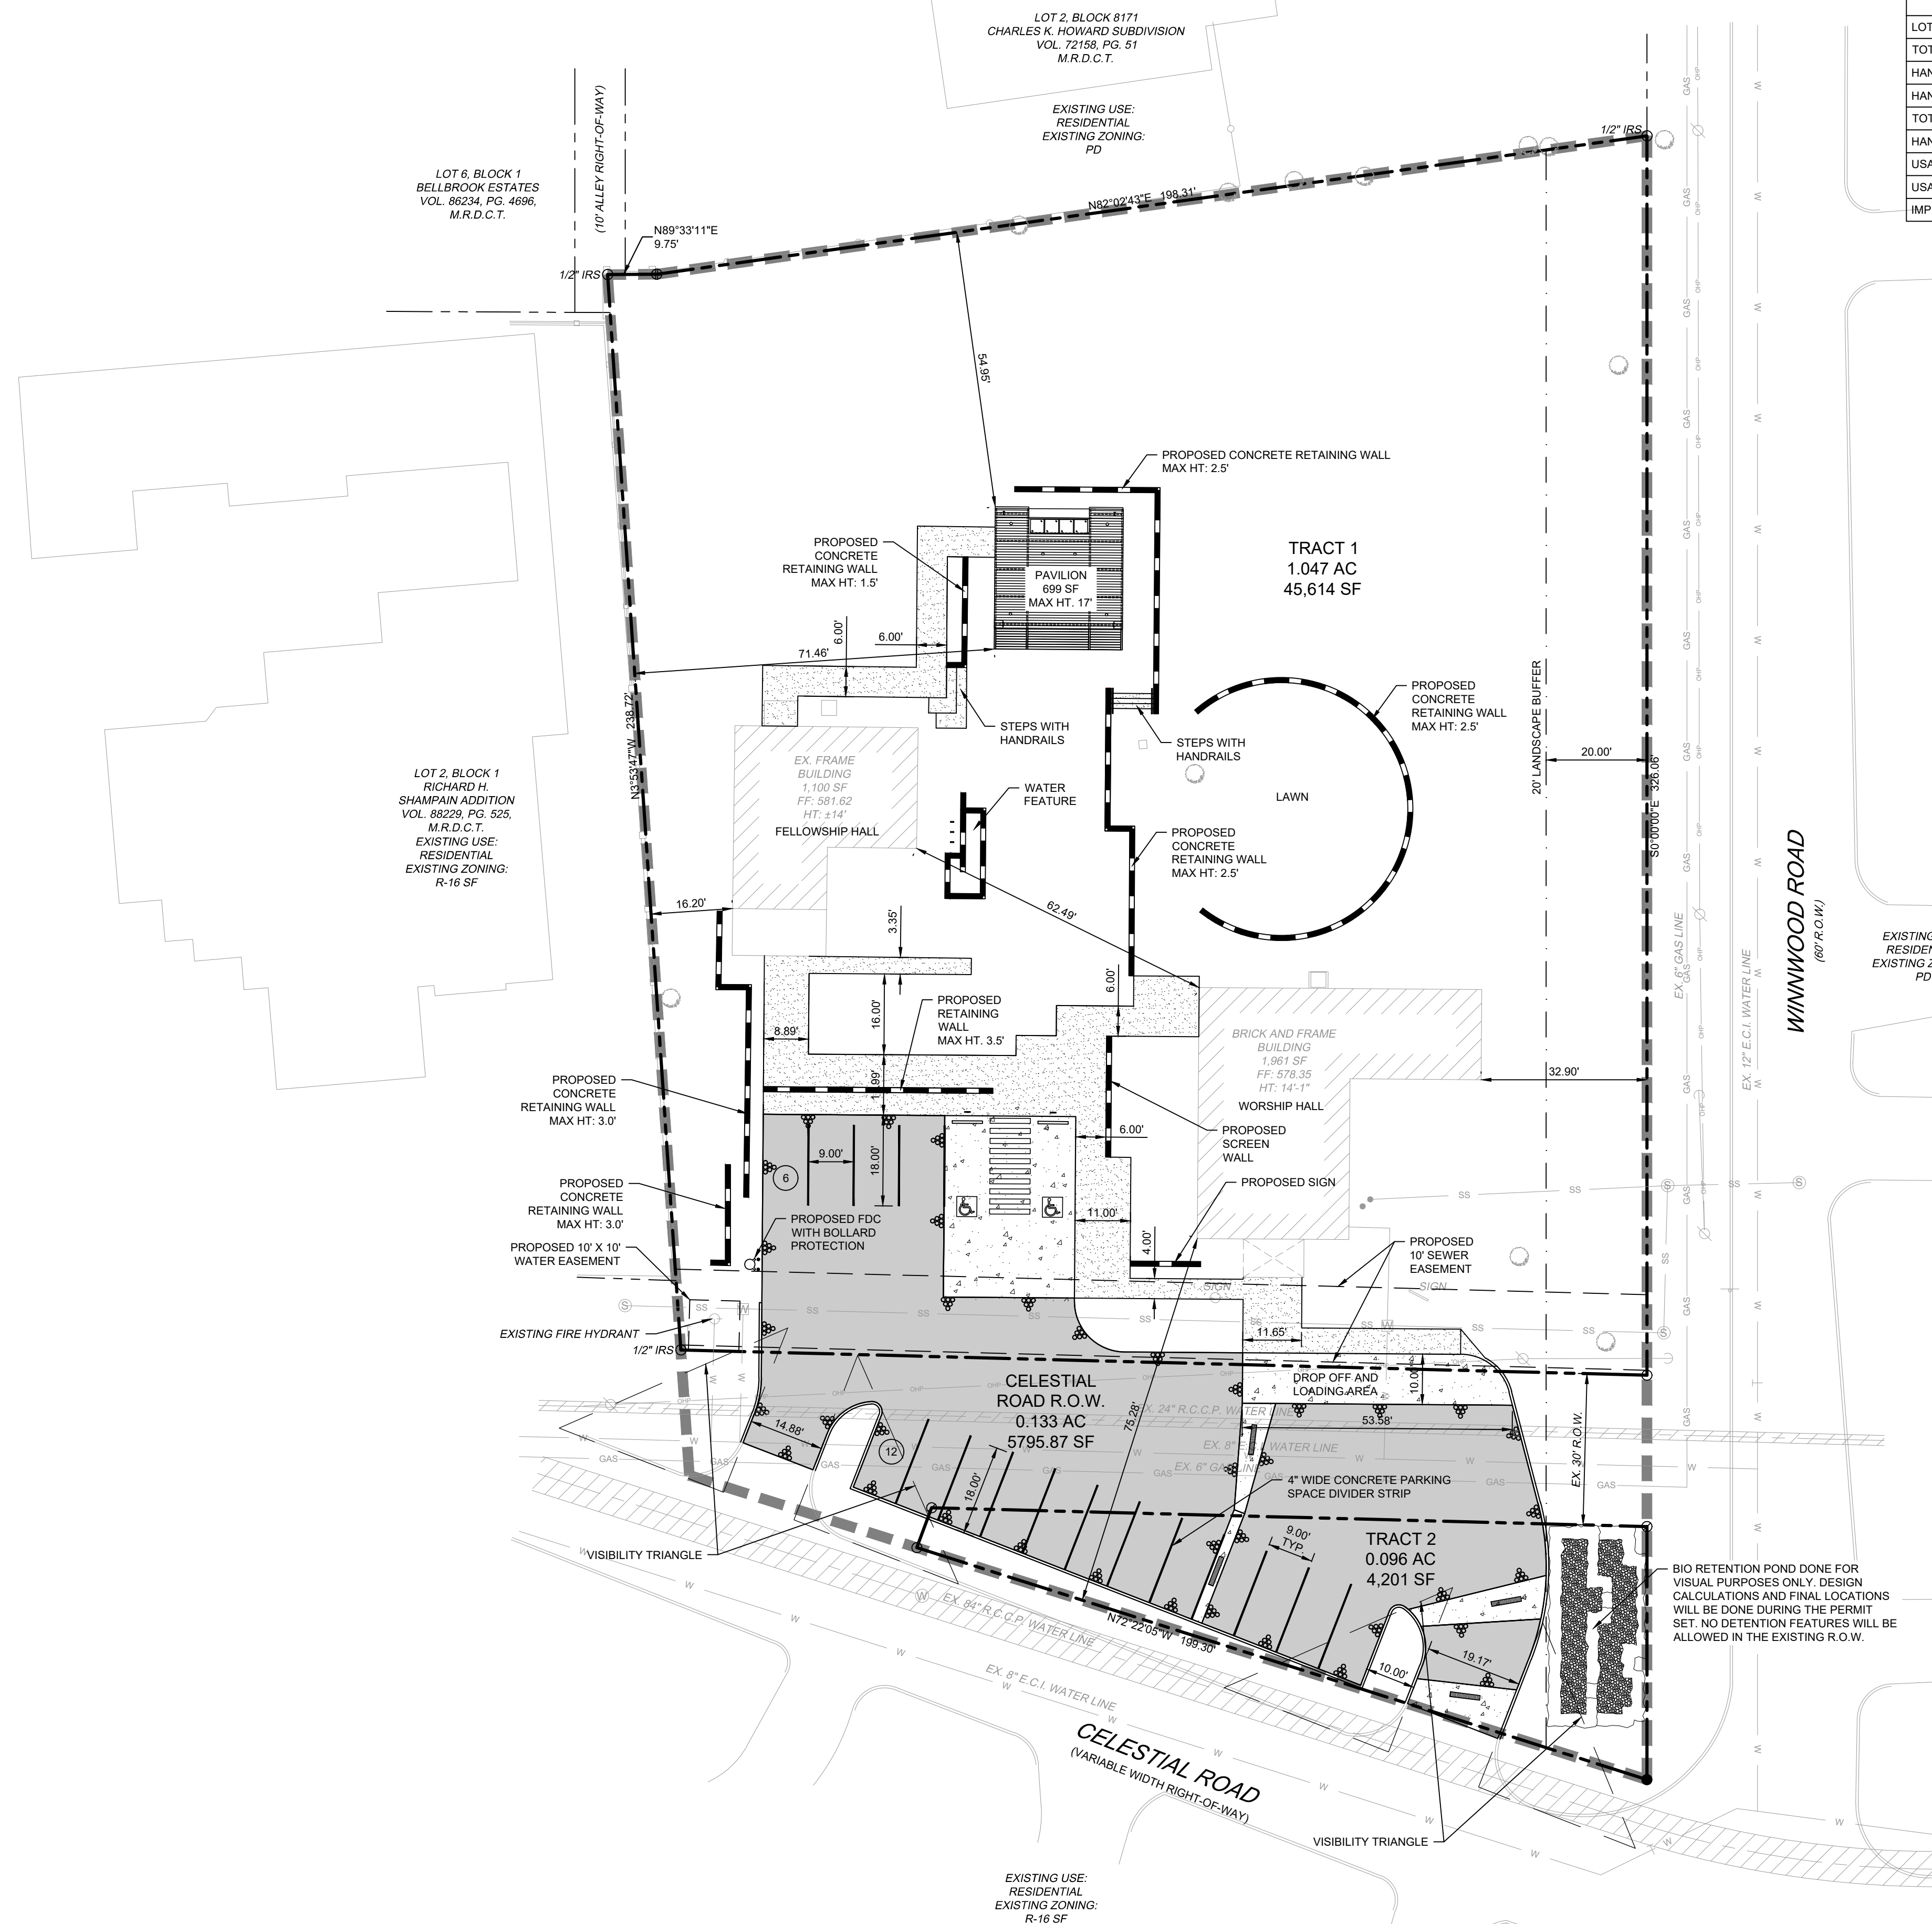 LOT 2, BLOCK 8171
CHARLES K. HOWARD SUBDIVISION
VOL. 72158, PG. 51
M.R.D.C.T.
EXISTING USE:
RESIDENTIAL
EXISTING ZONING:
PD
LOT
TOT
HAN
HAN
TOT
HAN
USA
USA
IMP
(10' ALLEY RIGHT-OF-WAY)
LOT 6, BLOCK 1
BELLBROOK ESTATES
VOL. 86234, PG. 4696,
M.R.D.C.T.
N89°33'11"E
9.75'
1/2" IRS
N82°02'43"E 198.31'
1/2" IRS
54.95'
PROPOSED CONCRETE RETAINING WALL
MAX HT: 2.5'
PROPOSED
CONCRETE
RETAINING WALL
MAX HT: 1.5'
PAVILION
699 SF
MAX HT. 17'
TRACT 1
1.047 AC
45,614 SF
6.00'
6.00'
71.46'
N3°53'47"W 238.72'
STEPS WITH
HANDRAILS
STEPS WITH
HANDRAILS
PROPOSED
CONCRETE
RETAINING WALL
MAX HT: 2.5'
20' LANDSCAPE BUFFER
20.00'
S0°00'00"E 326.06'
LOT 2, BLOCK 1
RICHARD H.
SHAMPAIN ADDITION
VOL. 88229, PG. 525,
M.R.D.C.T.
EXISTING USE:
RESIDENTIAL
EXISTING ZONING:
R-16 SF
EX. FRAME
BUILDING
1,100 SF
FF: 581.62
HT: ±14'
FELLOWSHIP HALL
WATER
FEATURE
LAWN
PROPOSED
CONCRETE
RETAINING WALL
MAX HT: 2.5'
WINNWOOD ROAD
(60' R.O.W.)
EX. 6" GAS LINE
EX. 12" E.C.I. WATER LINE
EXISTING
RESIDEN
EXISTING Z
PD
16.20'
62.49'
3.35'
16.00'
8.89'
6.00'
PROPOSED
RETAINING
WALL
MAX HT. 3.5'
BRICK AND FRAME
BUILDING
1,961 SF
FF: 578.35
HT: 14'-1"
WORSHIP HALL
32.90'
PROPOSED
CONCRETE
RETAINING WALL
MAX HT: 3.0'
6.00'
PROPOSED
SCREEN
WALL
9.00'
18.00'
6
PROPOSED SIGN
PROPOSED
CONCRETE
RETAINING WALL
MAX HT: 3.0'
PROPOSED FDC
WITH BOLLARD
PROTECTION
11.00'
4.00'
PROPOSED 10' X 10'
WATER EASEMENT
PROPOSED
10' SEWER
EASEMENT
SIGN
SIGN
EXISTING FIRE HYDRANT
1/2" IRS
11.65'
DROP OFF AND
LOADING AREA
10.00'
53.58'
CELESTIAL
ROAD R.O.W.
0.133 AC
5795.87 SF
75.28'
EX. 24" R.C.C.P. WATER LINE
EX. 8" E.C.I. WATER LINE
EX. 6" GAS LINE
14.88'
12
18.00'
4" WIDE CONCRETE PARKING
SPACE DIVIDER STRIP
EX. 30' R.O.W.
9.00'
TYP.
TRACT 2
0.096 AC
4,201 SF
VISIBILITY TRIANGLE
BIO RETENTION POND DONE FOR
VISUAL PURPOSES ONLY. DESIGN
CALCULATIONS AND FINAL LOCATIONS
WILL BE DONE DURING THE PERMIT
SET. NO DETENTION FEATURES WILL BE
ALLOWED IN THE EXISTING R.O.W.
EX. 84" R.C.C.P. WATER LINE
N72°22'05"W 199.30'
19.17'
10.00'
EX. 8" E.C.I. WATER LINE
CELESTIAL ROAD
(VARIABLE WIDTH RIGHT-OF-WAY)
VISIBILITY TRIANGLE
EXISTING USE:
RESIDENTIAL
EXISTING ZONING:
R-16 SF